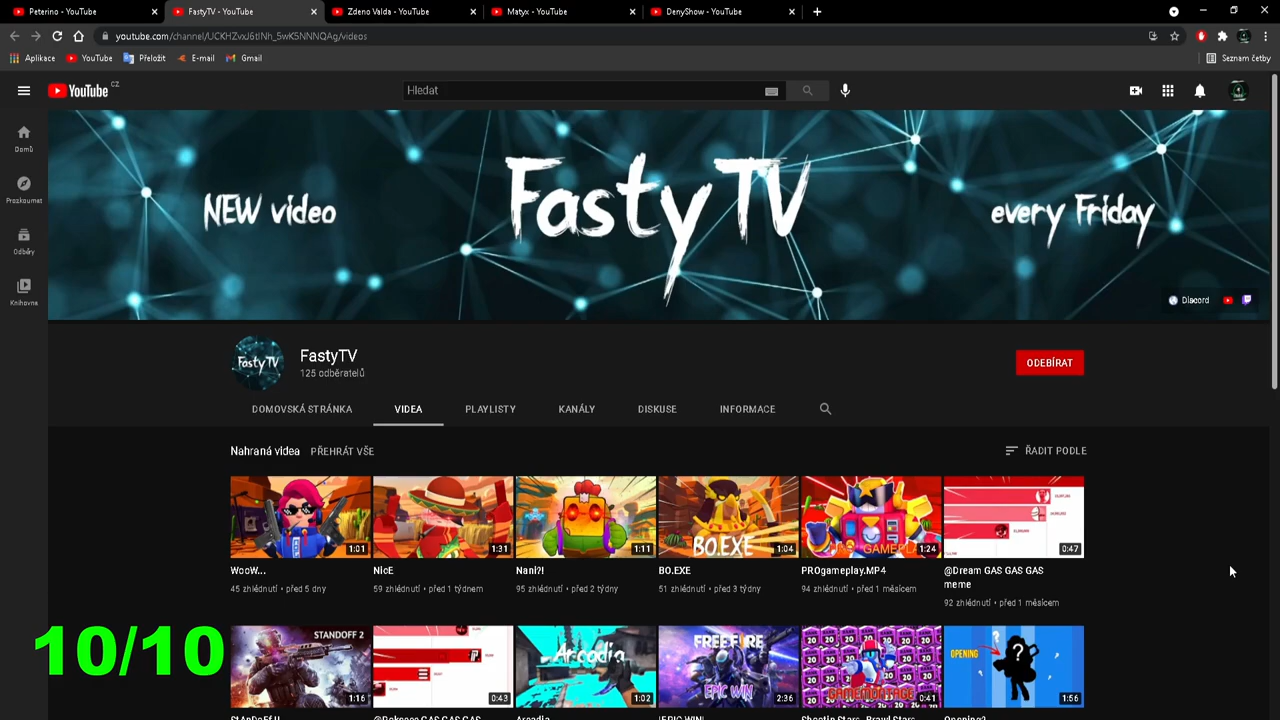 Peterino - YouTube
FastyTV - YouTube
Zdeno Valda - YouTube
Matyx - YouTube
DenyShow - YouTube
Aplikace
YouTube
Přeložit
E-mail
Gmail
Seznam četby
YouTube CZ
Hledat
Domů
Prozkoumat
Odběry
Knihovna
NEW video
FastyTV
every Friday
Discord
FastyTV
FastyTV
125 odběratelů
ODEBÍRAT
DOMOVSKÁ STRÁNKA
VIDEA
PLAYLISTY
KANÁLY
DISKUSE
INFORMACE
Nahraná videa
PŘEHRÁT VŠE
ŘADIT PODLE
1:01
1:31
1:11
BO.EXE
1:04
1:24
0:47
WooW...
NicE
Nani?!
BO.EXE
PROgameplay.MP4
@Dream GAS GAS GAS
meme
45 zhlédnutí • před 5 dny
59 zhlédnutí • před 1 týdnem
95 zhlédnutí • před 2 týdny
51 zhlédnutí • před 3 týdny
94 zhlédnutí • před 1 měsícem
92 zhlédnutí • před 1 měsícem
10/10
STANDOFF 2
1:16
0:43
Arcadia
1:02
FREE FIRE
EPIC WIN!
2:36
GAMEMONTAGE
0:41
OPENING
?
1:56